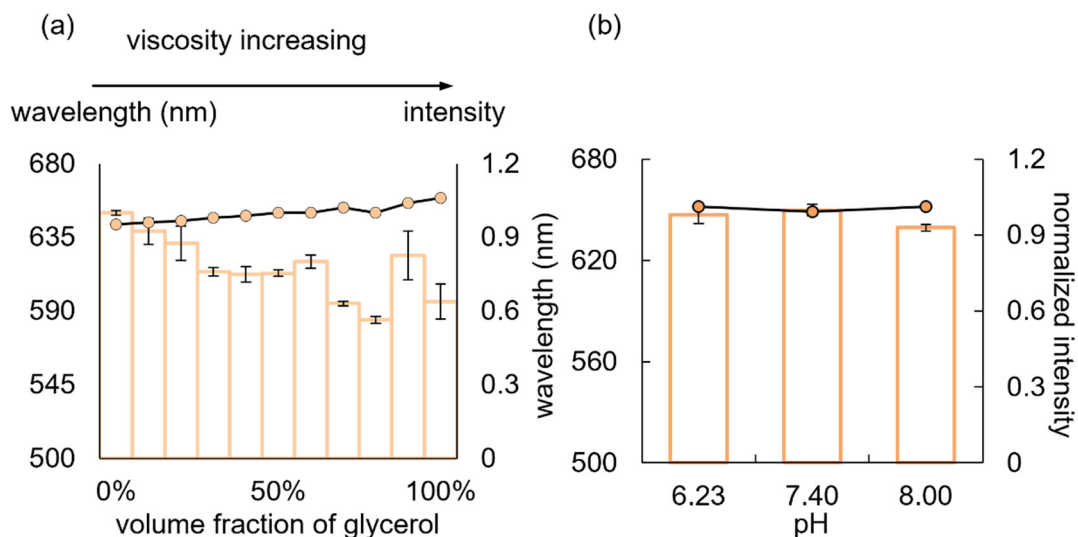 (a)
viscosity increasing
wavelength (nm)
intensity
680
635
590
545
500
1.2
0.9
0.6
0.3
0
0%
50%
100%
volume fraction of glycerol
(b)
wavelength (nm)
680
620
560
500
1.2
0.9
0.6
0.3
0
normalized intensity
6.23
7.40
8.00
pH